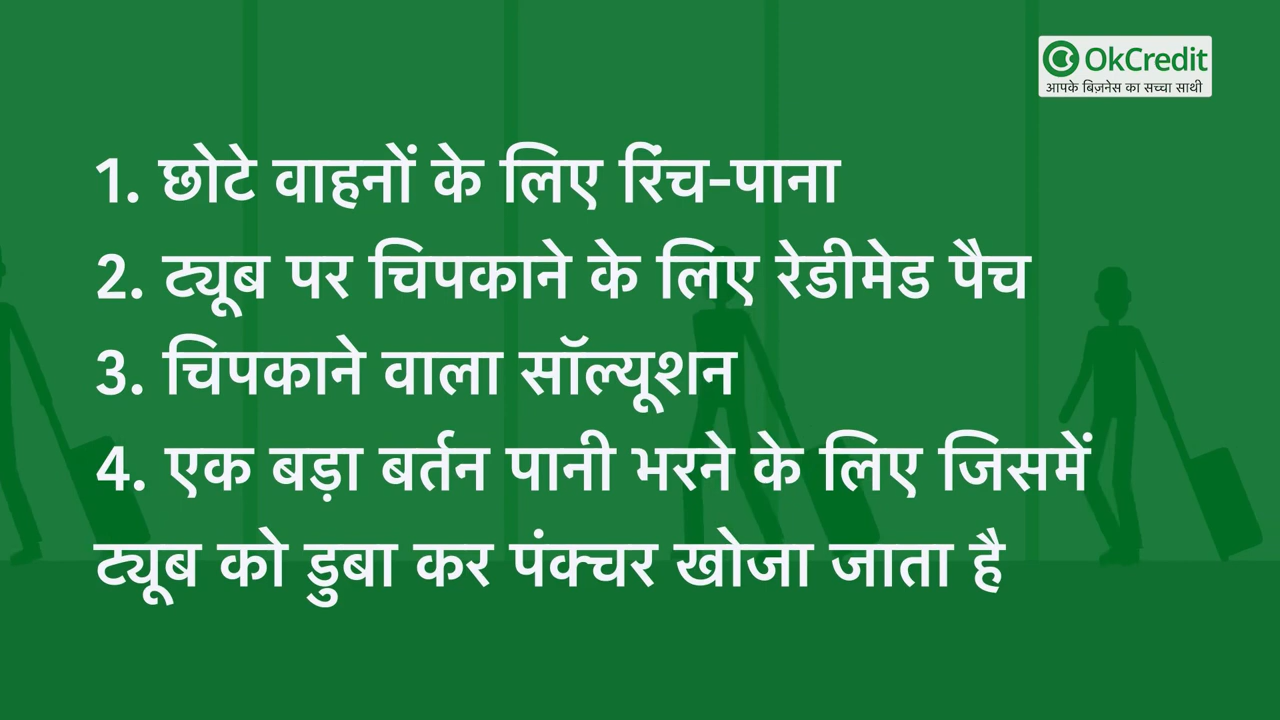 OkCredit
आपके बिज़नेस का सच्चा साथी
1. छोटे वाहनों के लिए रिंच-पाना
2. ट्यूब पर चिपकाने के लिए रेडीमेड पैच
3. चिपकाने वाला सॉल्यूशन
4. एक बड़ा बर्तन पानी भरने के लिए जिसमें
ट्यूब को डुबा कर पंक्चर खोजा जाता है